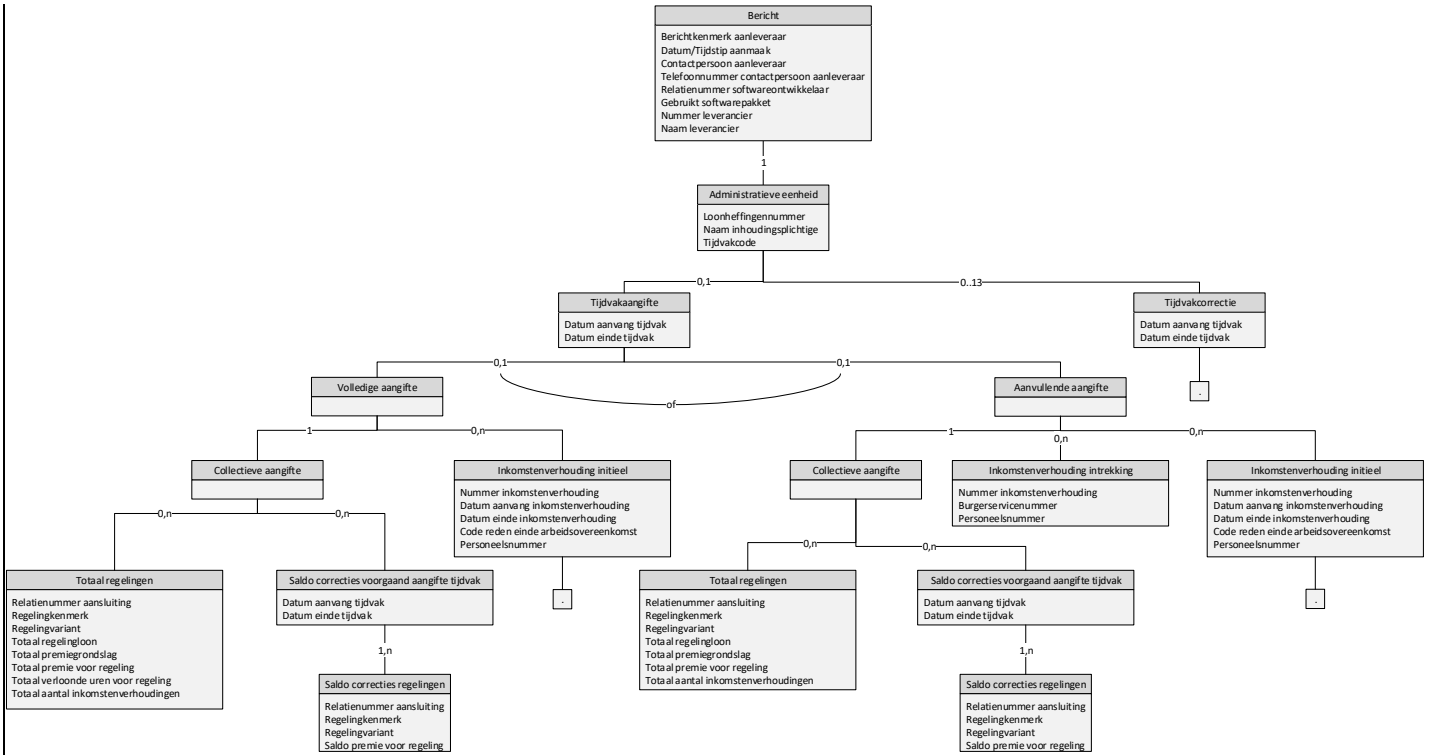 Bericht
Berichtkenmerk aanleveraar
Datum/Tijdstip aanmaak
Contactpersoon aanleveraar
Telefoonnummer contactpersoon aanleveraar
Relatienummer softwareontwikkelaar
Gebruikt softwarepakket
Nummer leverancier
Naam leverancier
1
Administratieve eenheid
Loonheffingennummer
Naam inhoudingsplichtige
Tijdvakcode
0,1
0..13
Tijdvakaangifte
Datum aanvang tijdvak
Datum einde tijdvak
Tijdvakcorrectie
Datum aanvang tijdvak
Datum einde tijdvak
.
0,1
0,1
of
Volledige aangifte
Aanvullende aangifte
1
0,n
1
0,n
0,n
Collectieve aangifte
Inkomstenverhouding initieel
Nummer inkomstenverhouding
Datum aanvang inkomstenverhouding
Datum einde inkomstenverhouding
Code reden einde arbeidsovereenkomst
Personeelsnummer
.
Collectieve aangifte
Inkomstenverhouding intrekking
Nummer inkomstenverhouding
Burgerservicenummer
Personeelsnummer
Inkomstenverhouding initieel
Nummer inkomstenverhouding
Datum aanvang inkomstenverhouding
Datum einde inkomstenverhouding
Code reden einde arbeidsovereenkomst
Personeelsnummer
.
0,n
0,n
0,n
0,n
Totaal regelingen
Relatienummer aansluiting
Regelingkenmerk
Regelingvariant
Totaal regelingloon
Totaal premiegrondslag
Totaal premie voor regeling
Totaal verloonde uren voor regeling
Totaal aantal inkomstenverhoudingen
Saldo correcties voorgaand aangifte tijdvak
Datum aanvang tijdvak
Datum einde tijdvak
1,n
Saldo correcties regelingen
Relatienummer aansluiting
Regelingkenmerk
Regelingvariant
Saldo premie voor regeling
Totaal regelingen
Relatienummer aansluiting
Regelingkenmerk
Regelingvariant
Totaal regelingloon
Totaal premiegrondslag
Totaal premie voor regeling
Totaal aantal inkomstenverhoudingen
Saldo correcties voorgaand aangifte tijdvak
Datum aanvang tijdvak
Datum einde tijdvak
1,n
Saldo correcties regelingen
Relatienummer aansluiting
Regelingkenmerk
Regelingvariant
Saldo premie voor regeling